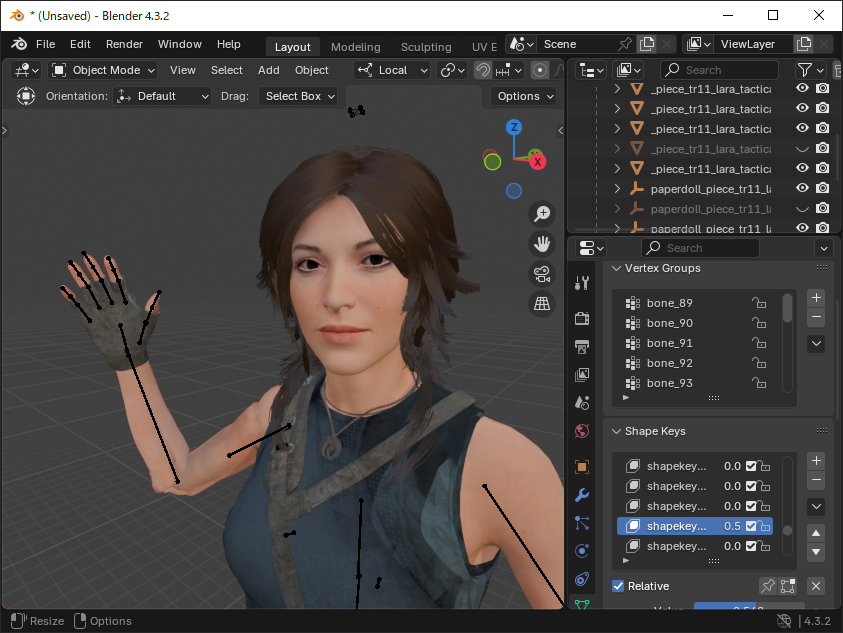 * (Unsaved) - Blender 4.3.2
File Edit Render Window Help Layout Modeling Sculpting UV E Scene ViewLayer
Object Mode View Select Add Object Local Search
Orientation: Default Drag: Select Box Options
_piece_tr11_lara_tactica
_piece_tr11_lara_tactica
_piece_tr11_lara_tactica
_piece_tr11_lara_tactica
_piece_tr11_lara_tactica
paperdoll_piece_tr11_la
paperdoll_piece_tr11_la
paperdoll_piece_tr11_la
Z
X
Search
Vertex Groups
bone_89
bone_90
bone_91
bone_92
bone_93
Shape Keys
shapekey... 0.0
shapekey... 0.0
shapekey... 0.0
shapekey... 0.5
shapekey... 0.0
Relative
Value
Resize Options 4.3.2